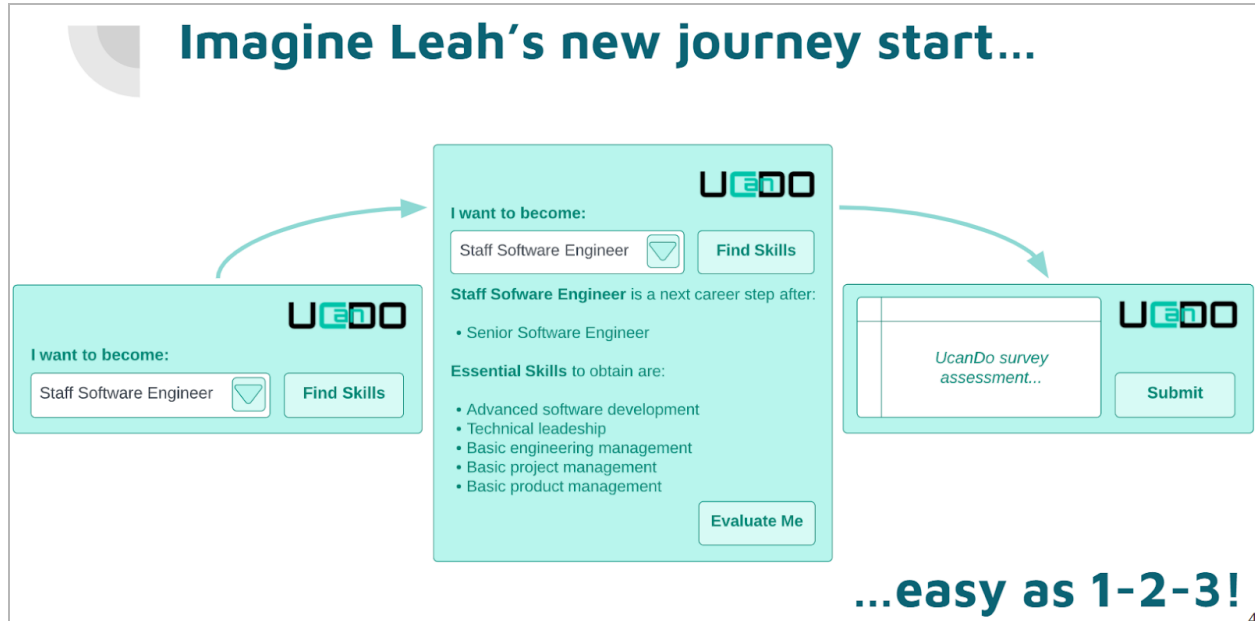 Imagine Leah's new journey start...
UCanDO
I want to become:
Staff Software Engineer
Find Skills
UCanDO
I want to become:
Staff Software Engineer
Find Skills
Staff Sofware Engineer is a next career step after:
• Senior Software Engineer
Essential Skills to obtain are:
• Advanced software development
• Technical leadeship
• Basic engineering management
• Basic project management
• Basic product management
Evaluate Me
UCanDO
UcanDo survey
assessment...
Submit
...easy as 1-2-3!
4